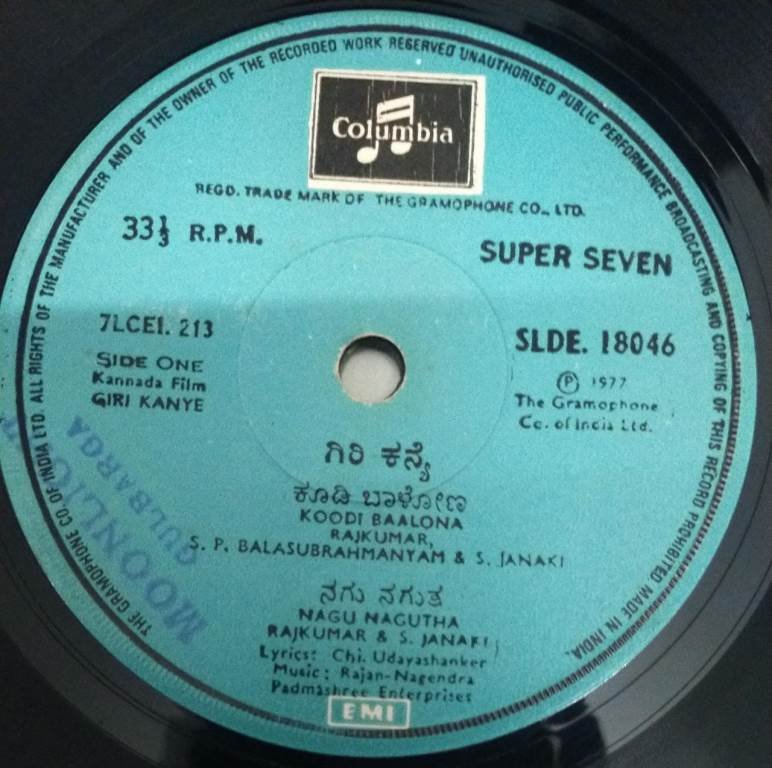 THE GRAMOPHONE CO. OF INDIA LTD. ALL RIGHTS OF THE MANUFACTURER AND OF THE OWNER OF THE RECORDED WORK RESERVED UNAUTHORISED PUBLIC PERFORMANCE BROADCASTING AND COPYING OF THIS RECORD PROHIBITED MADE IN INDIA.
Columbia
REGD. TRADE MARK OF THE GRAMOPHONE CO., LTD.
33⅓ R.P.M.
SUPER SEVEN
7LCEI. 213
SLDE. 18046
SIDE ONE
Kannada Film
GIRI KANYE
Ⓟ 1977
The Gramophone
Co. of India Ltd.
ಗಿರಿ ಕನ್ಯೆ
ಕೂಡಿ ಬಾಳೋಣ
KOODI BAALONA
RAJKUMAR,
S. P. BALASUBRAHMANYAM & S. JANAKI
ನಗು ನಗುತ
NAGU NAGUTHA
RAJKUMAR & S. JANAKI
Lyrics: Chi. Udayashanker
Music: Rajan-Nagendra
Padmashree Enterprises
EMI
GULBARGA